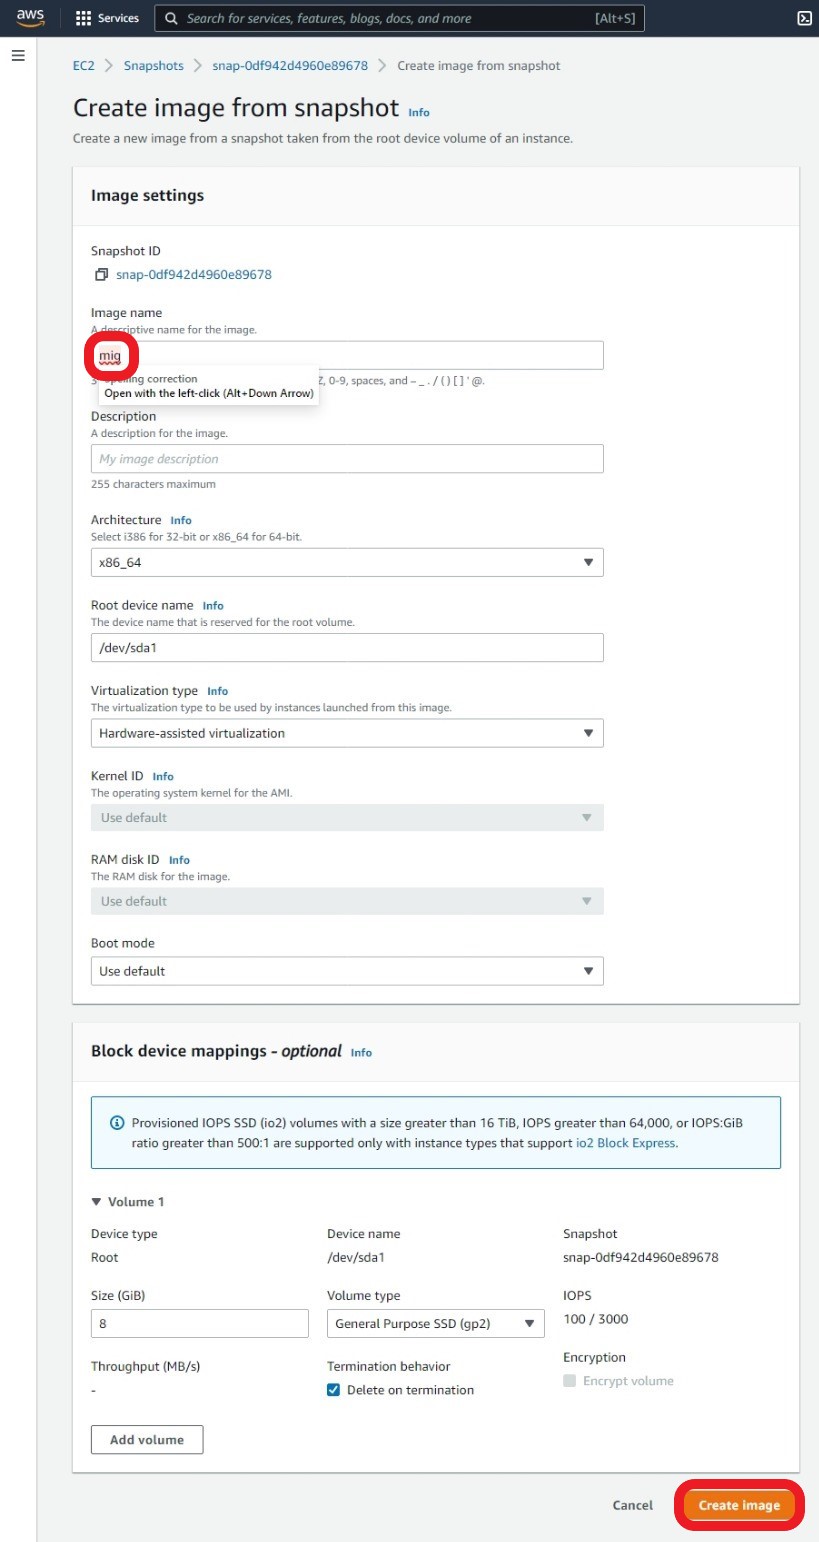 aws Services Search for services, features, blogs, docs, and more [Alt+S]
EC2 > Snapshots > snap-0df942d4960e89678 > Create image from snapshot
Create image from snapshot Info
Create a new image from a snapshot taken from the root device volume of an instance.
Image settings
Snapshot ID
snap-0df942d4960e89678
Image name
A descriptive name for the image.
mig
Spelling correction
Z, 0-9, spaces, and – _ . / ( ) [ ] ' @.
Open with the left-click (Alt+Down Arrow)
Description
A description for the image.
My image description
255 characters maximum
Architecture Info
Select i386 for 32-bit or x86_64 for 64-bit.
x86_64
Root device name Info
The device name that is reserved for the root volume.
/dev/sda1
Virtualization type Info
The virtualization type to be used by instances launched from this image.
Hardware-assisted virtualization
Kernel ID Info
The operating system kernel for the AMI.
Use default
RAM disk ID Info
The RAM disk for the image.
Use default
Boot mode
Use default
Block device mappings - optional Info
Provisioned IOPS SSD (io2) volumes with a size greater than 16 TiB, IOPS greater than 64,000, or IOPS:GiB
ratio greater than 500:1 are supported only with instance types that support io2 Block Express.
Volume 1
Device type Device name Snapshot
Root /dev/sda1 snap-0df942d4960e89678
Size (GiB) Volume type IOPS
8 General Purpose SSD (gp2) 100 / 3000
Throughput (MB/s) Termination behavior Encryption
- Delete on termination Encrypt volume
Add volume
Cancel Create image